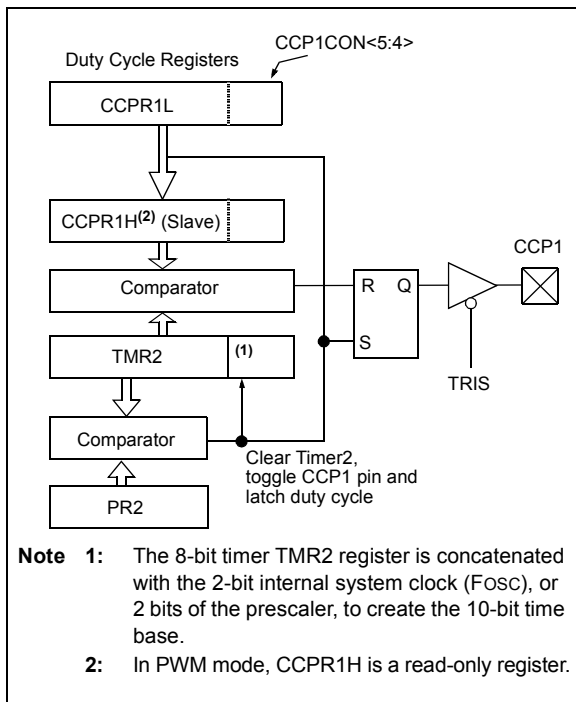 CCP1CON<5:4>
Duty Cycle Registers
CCPR1L
CCPR1H(2) (Slave)
CCP1
Comparator
R Q
S
TMR2 (1)
TRIS
Comparator
Clear Timer2,
toggle CCP1 pin and
latch duty cycle
PR2
Note 1: The 8-bit timer TMR2 register is concatenated
with the 2-bit internal system clock (FOSC), or
2 bits of the prescaler, to create the 10-bit time
base.
2: In PWM mode, CCPR1H is a read-only register.